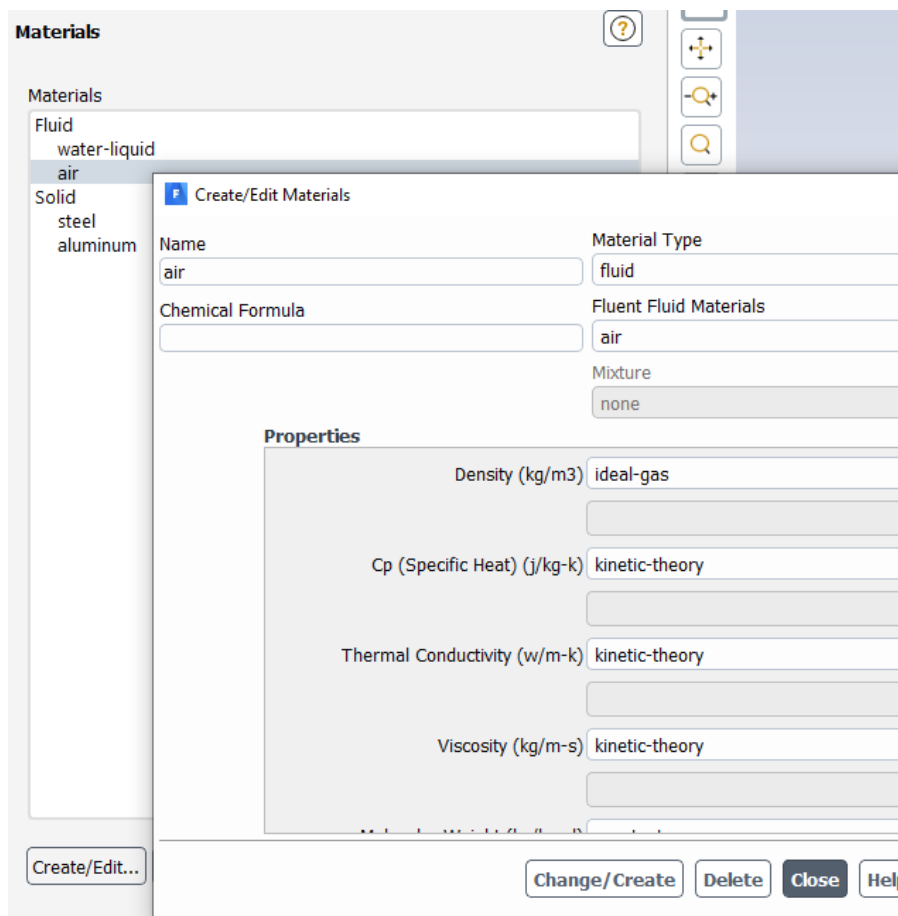 Materials
Materials
Fluid
water-liquid
air
Solid
steel
aluminum
Create/Edit...
Create/Edit Materials
Name
air
Material Type
fluid
Chemical Formula
Fluent Fluid Materials
air
Mixture
none
Properties
Density (kg/m3) ideal-gas
Cp (Specific Heat) (j/kg-k) kinetic-theory
Thermal Conductivity (w/m-k) kinetic-theory
Viscosity (kg/m-s) kinetic-theory
Change/Create Delete Close Help